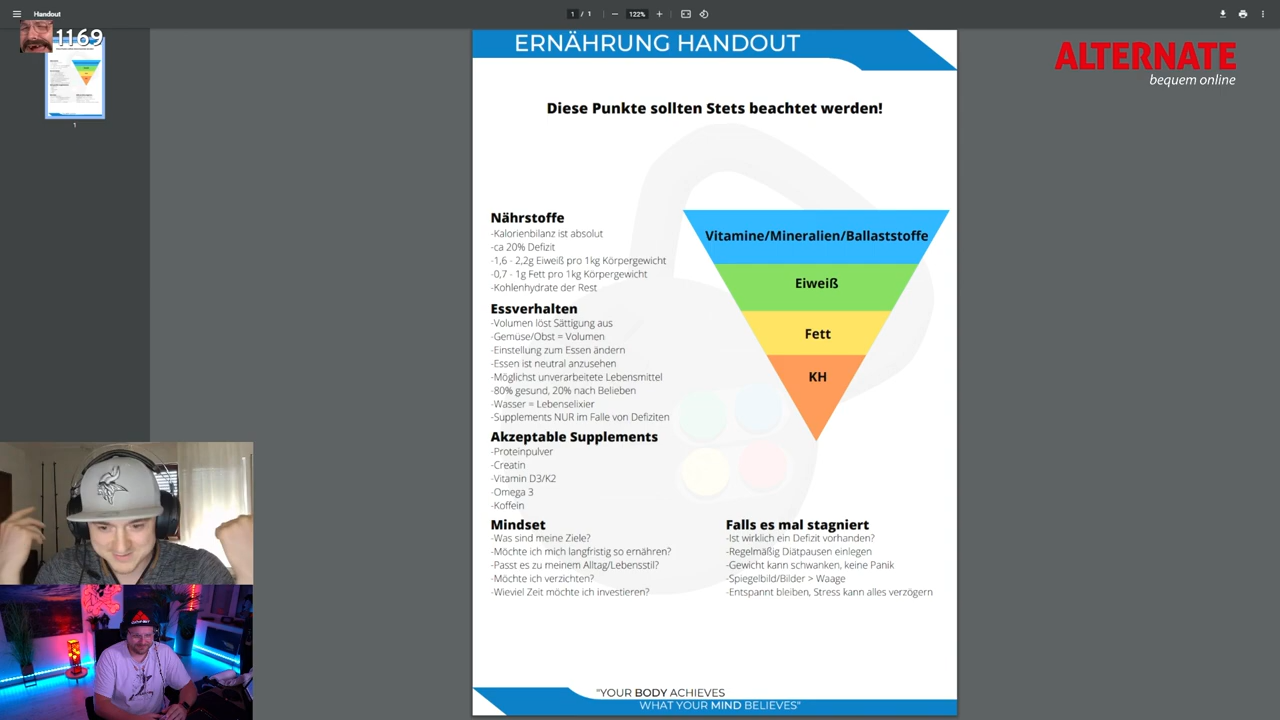 Handout
1 / 1
122%
1169
ALTERNATE
bequem online
1
ERNÄHRUNG HANDOUT
Diese Punkte sollten Stets beachtet werden!
Nährstoffe
-Kalorienbilanz ist absolut
-ca 20% Defizit
-1,6 - 2,2g Eiweiß pro 1kg Körpergewicht
-0,7 - 1g Fett pro 1kg Körpergewicht
-Kohlenhydrate der Rest
Vitamine/Mineralien/Ballaststoffe
Eiweiß
Fett
KH
Essverhalten
-Volumen löst Sättigung aus
-Gemüse/Obst = Volumen
-Einstellung zum Essen ändern
-Essen ist neutral anzusehen
-Möglichst unverarbeitete Lebensmittel
-80% gesund, 20% nach Belieben
-Wasser = Lebenselixier
-Supplements NUR im Falle von Defiziten
Akzeptable Supplements
-Proteinpulver
-Creatin
-Vitamin D3/K2
-Omega 3
-Koffein
Mindset
-Was sind meine Ziele?
-Möchte ich mich langfristig so ernähren?
-Passt es zu meinem Alltag/Lebensstil?
-Möchte ich verzichten?
-Wieviel Zeit möchte ich investieren?
Falls es mal stagniert
-Ist wirklich ein Defizit vorhanden?
-Regelmäßig Diätpausen einlegen
-Gewicht kann schwanken, keine Panik
-Spiegelbild/Bilder > Waage
-Entspannt bleiben, Stress kann alles verzögern
"YOUR BODY ACHIEVES
WHAT YOUR MIND BELIEVES"